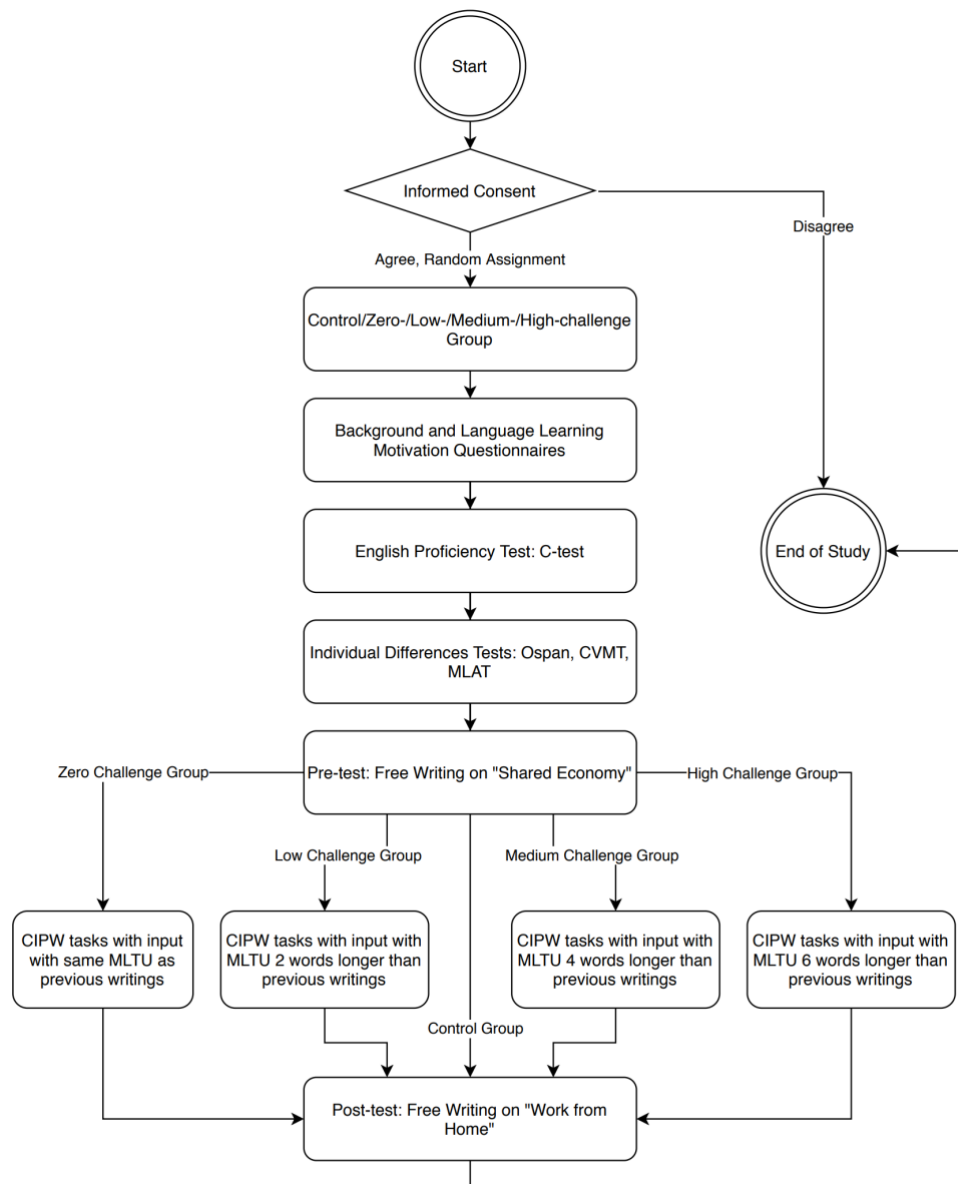 Start
Informed Consent
Disagree
Agree, Random Assignment
Control/Zero-/Low-/Medium-/High-challenge
Group
Background and Language Learning
Motivation Questionnaires
English Proficiency Test: C-test
End of Study
Individual Differences Tests: Ospan, CVMT,
MLAT
Zero Challenge Group
Pre-test: Free Writing on "Shared Economy"
High Challenge Group
Low Challenge Group
Medium Challenge Group
CIPW tasks with input
with same MLTU as
previous writings
CIPW tasks with input with
MLTU 2 words longer than
previous writings
CIPW tasks with input with
MLTU 4 words longer than
previous writings
CIPW tasks with input with
MLTU 6 words longer than
previous writings
Control Group
Post-test: Free Writing on "Work from
Home"